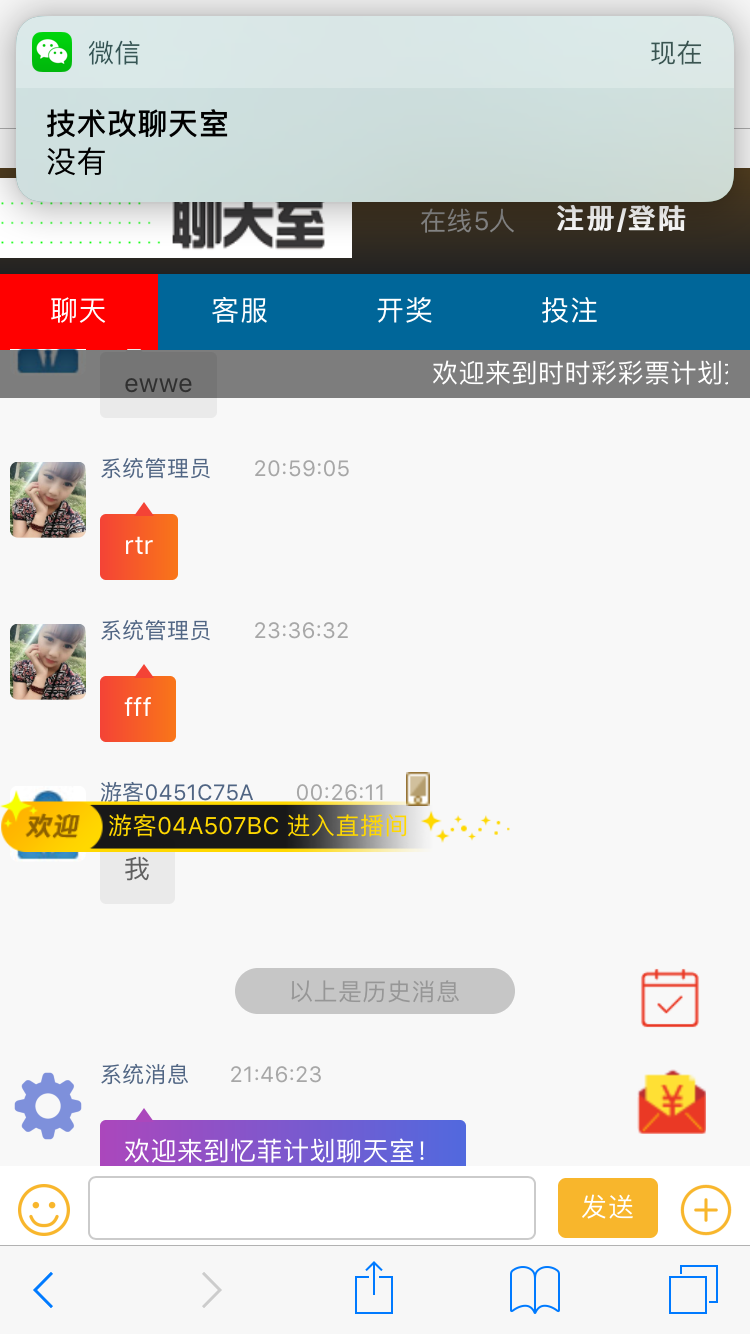 微信
现在
技术改聊天室
没有
聊天室
在线5人
注册/登陆
聊天
客服
开奖
投注
欢迎来到时时彩彩票计划
ewwe
系统管理员
20:59:05
rtr
系统管理员
23:36:32
fff
游客0451C75A
00:26:11
欢迎
游客04A507BC 进入直播间
我
以上是历史消息
系统消息
21:46:23
¥
欢迎来到忆菲计划聊天室!
发送